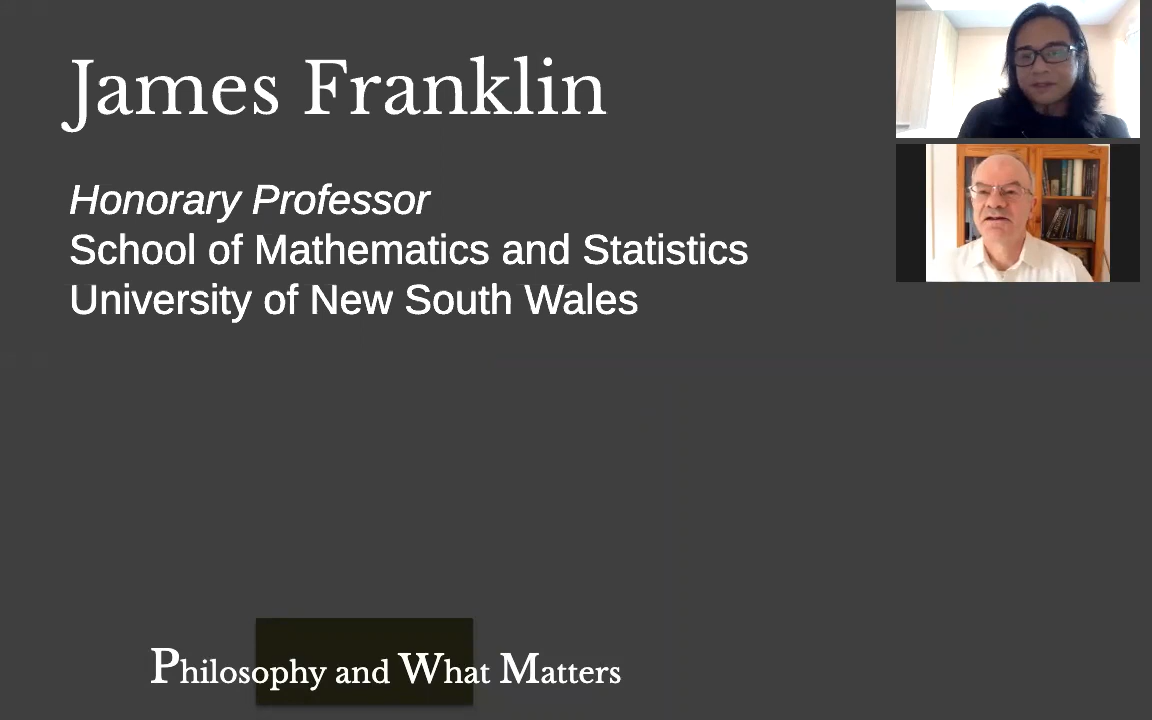 James Franklin
Honorary Professor
School of Mathematics and Statistics
University of New South Wales
Philosophy and What Matters